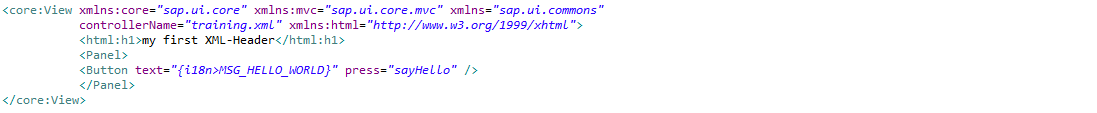 <core:View xmlns:core="sap.ui.core" xmlns:mvc="sap.ui.core.mvc" xmlns="sap.ui.commons"
controllerName="training.xml" xmlns:html="http://www.w3.org/1999/xhtml">
<html:h1>my first XML-Header</html:h1>
<Panel>
<Button text="{i18n>MSG_HELLO_WORLD}" press="sayHello" />
</Panel>
</core:View>